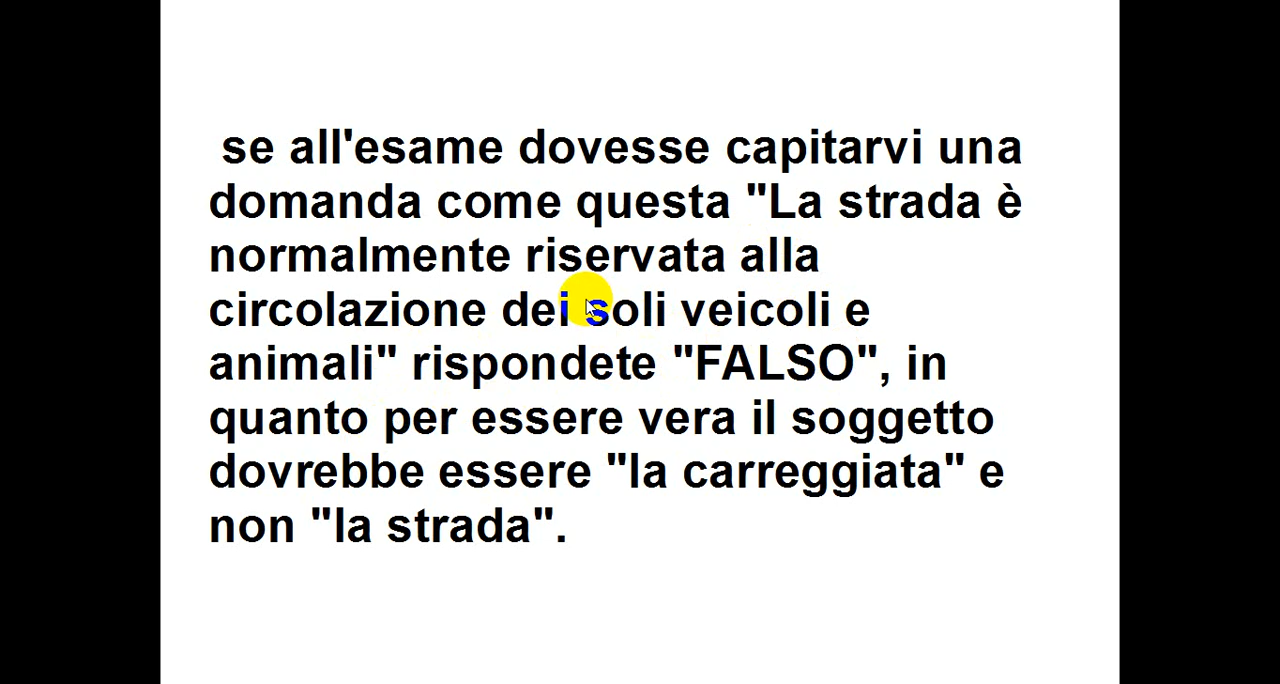 se all'esame dovesse capitarvi una
domanda come questa "La strada è
normalmente riservata alla
circolazione dei soli veicoli e
animali" rispondete "FALSO", in
quanto per essere vera il soggetto
dovrebbe essere "la carreggiata" e
non "la strada".